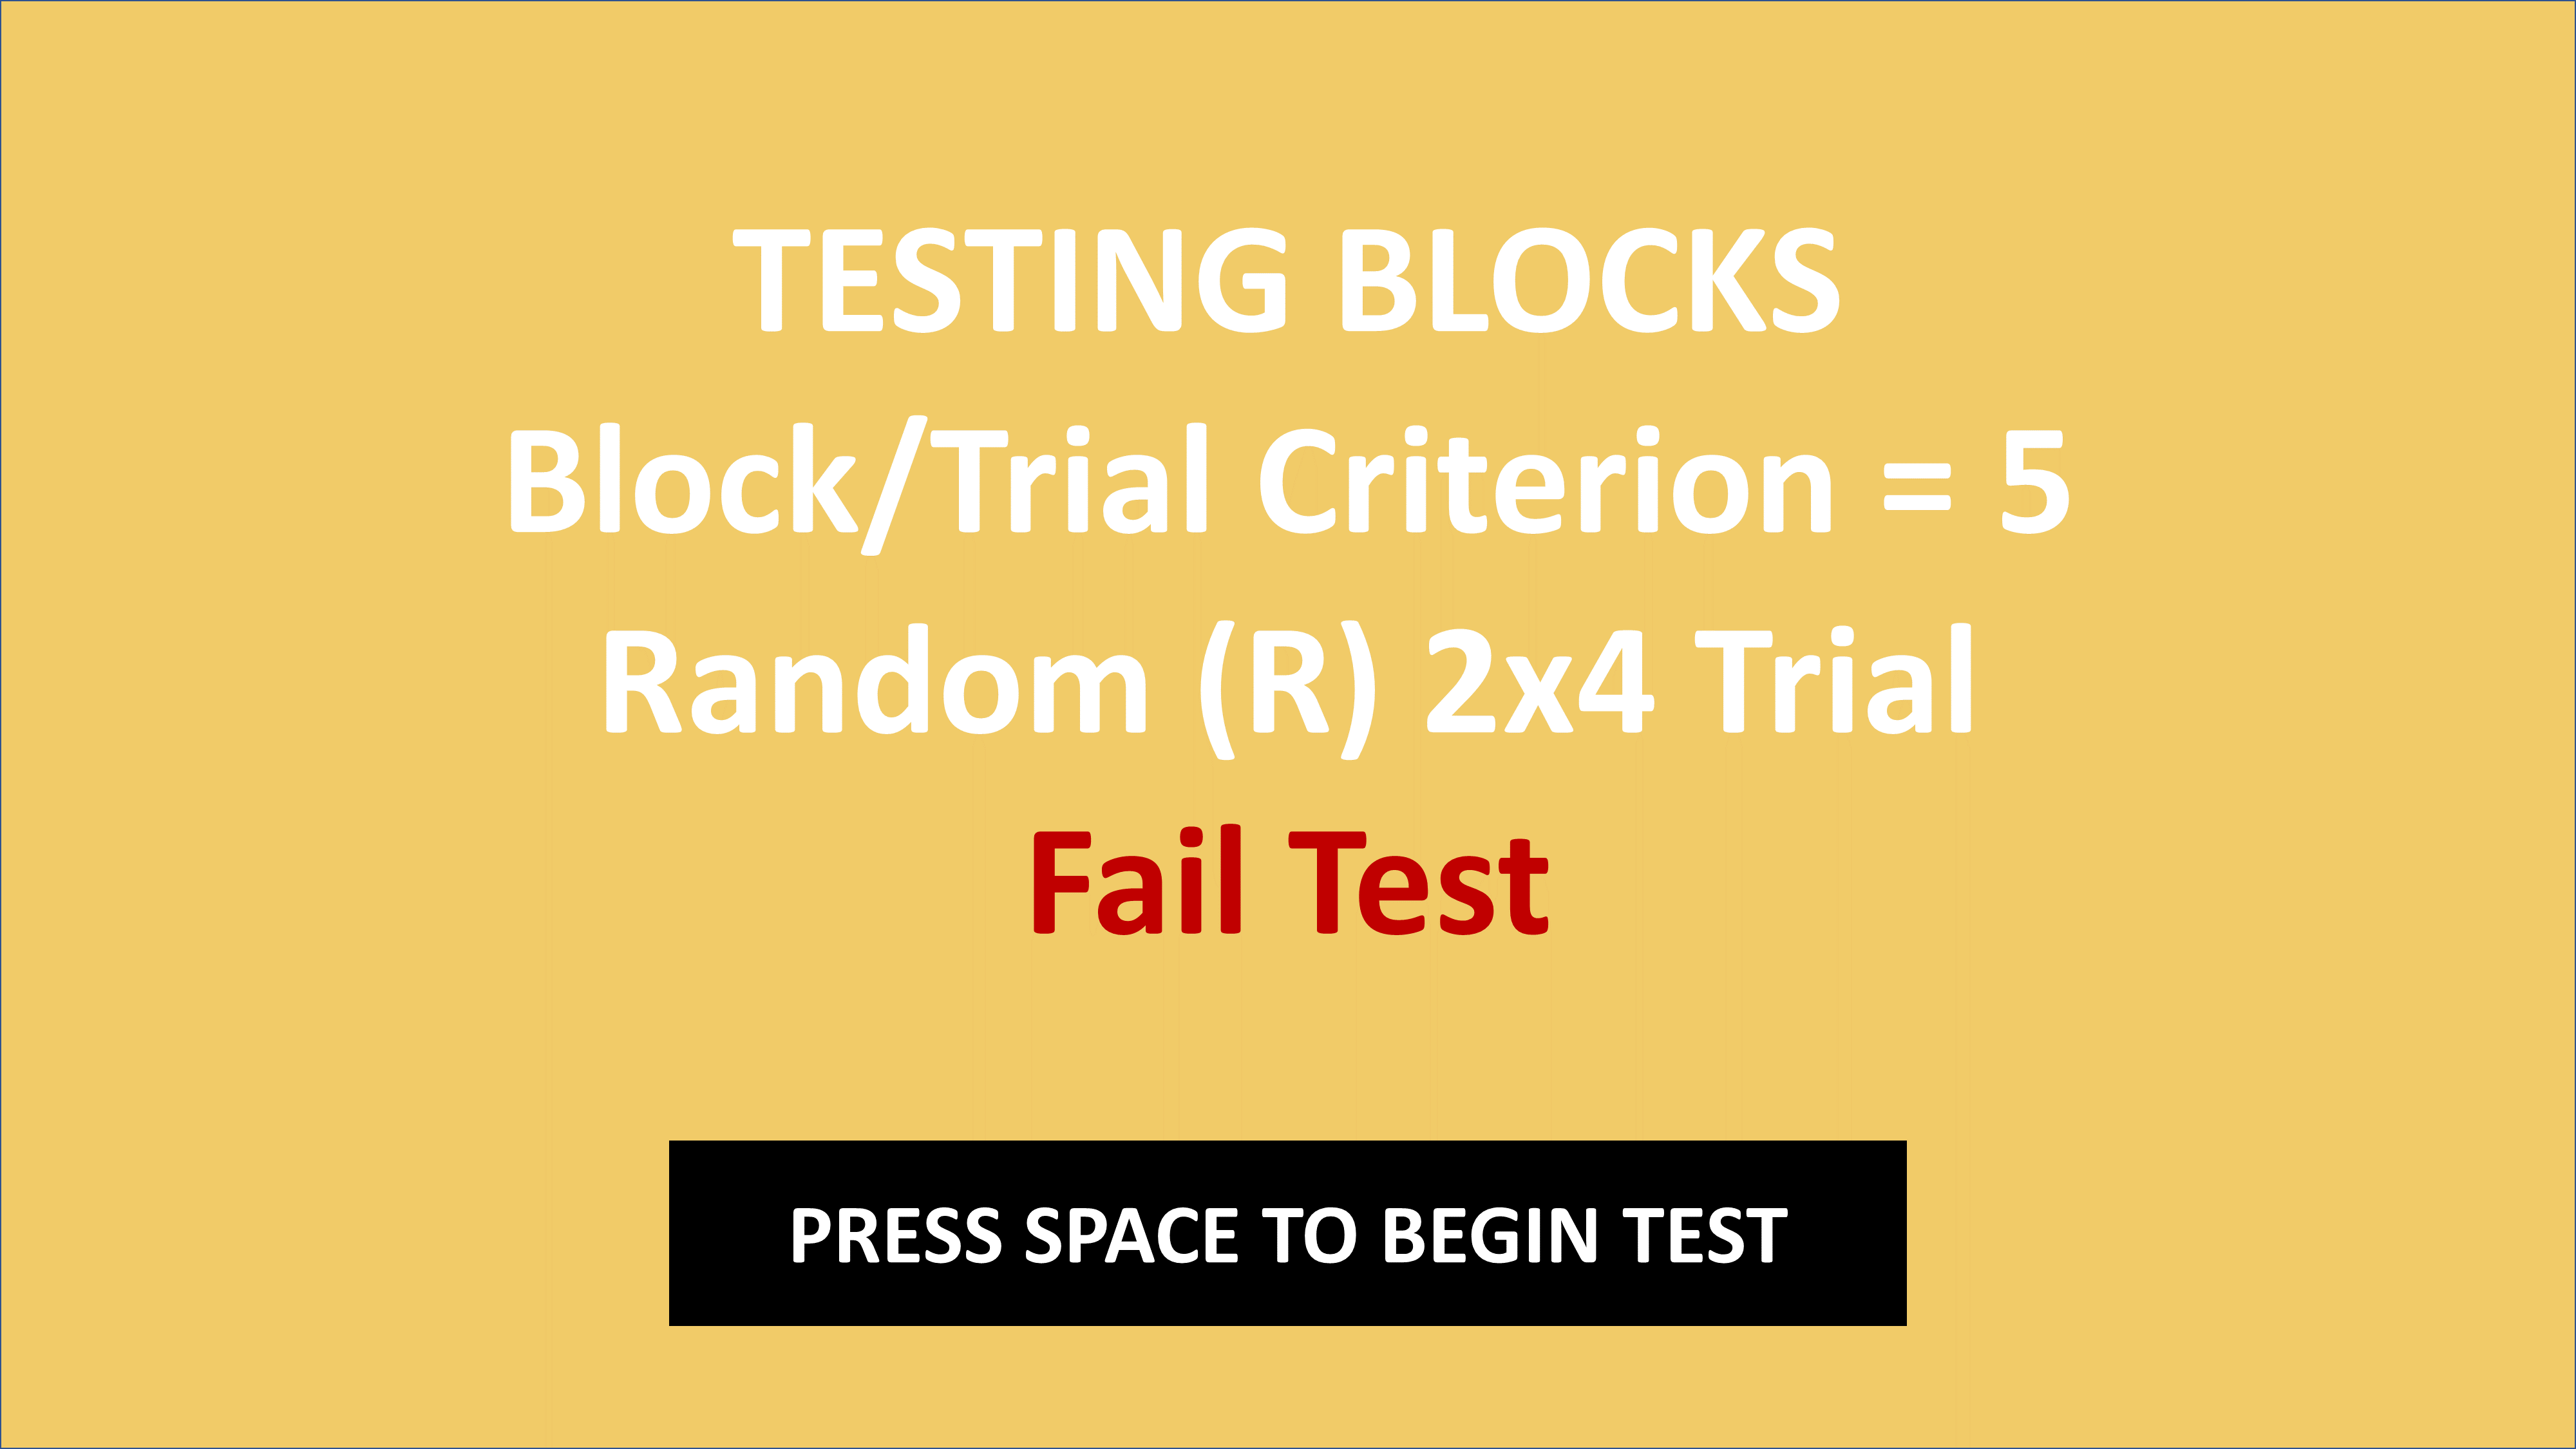 TESTING BLOCKS
Block/Trial Criterion = 5
Random (R) 2x4 Trial
Fail Test
PRESS SPACE TO BEGIN TEST